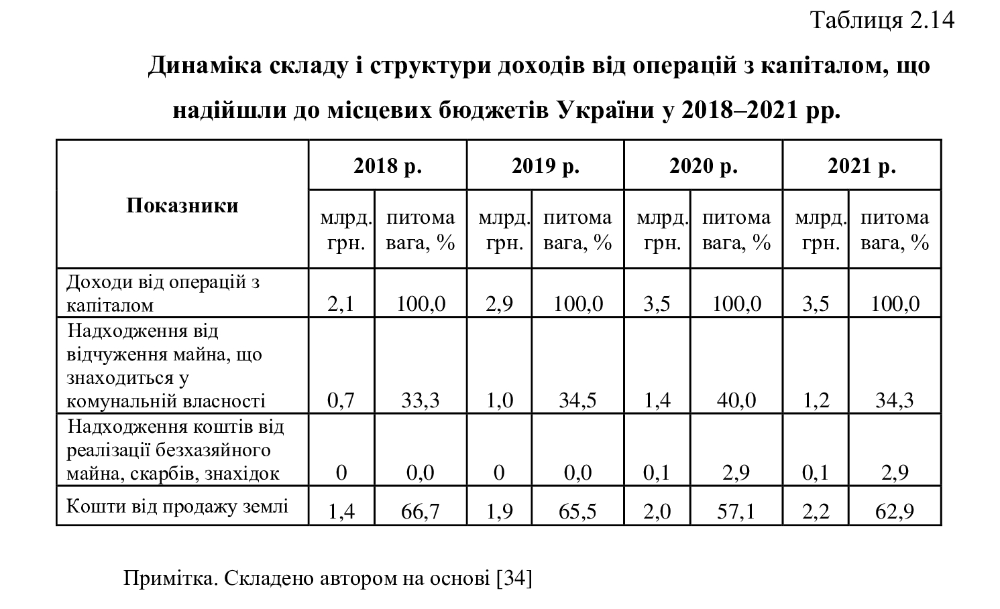 Таблиця 2.14
Динаміка складу і структури доходів від операцій з капіталом, що
надійшли до місцевих бюджетів України у 2018–2021 рр.
Показники
2018 р. 2019 р. 2020 р. 2021 р.
млрд. питома млрд. питома млрд. питома млрд. питома
грн. вага, % грн. вага, % грн. вага, % грн. вага, %
Доходи від операцій з
капіталом 2,1 100,0 2,9 100,0 3,5 100,0 3,5 100,0
Надходження від
відчуження майна, що
знаходиться у
комунальній власності 0,7 33,3 1,0 34,5 1,4 40,0 1,2 34,3
Надходження коштів від
реалізації безхазяйного
майна, скарбів, знахідок 0 0,0 0 0,0 0,1 2,9 0,1 2,9
Кошти від продажу землі 1,4 66,7 1,9 65,5 2,0 57,1 2,2 62,9
Примітка. Складено автором на основі [34]